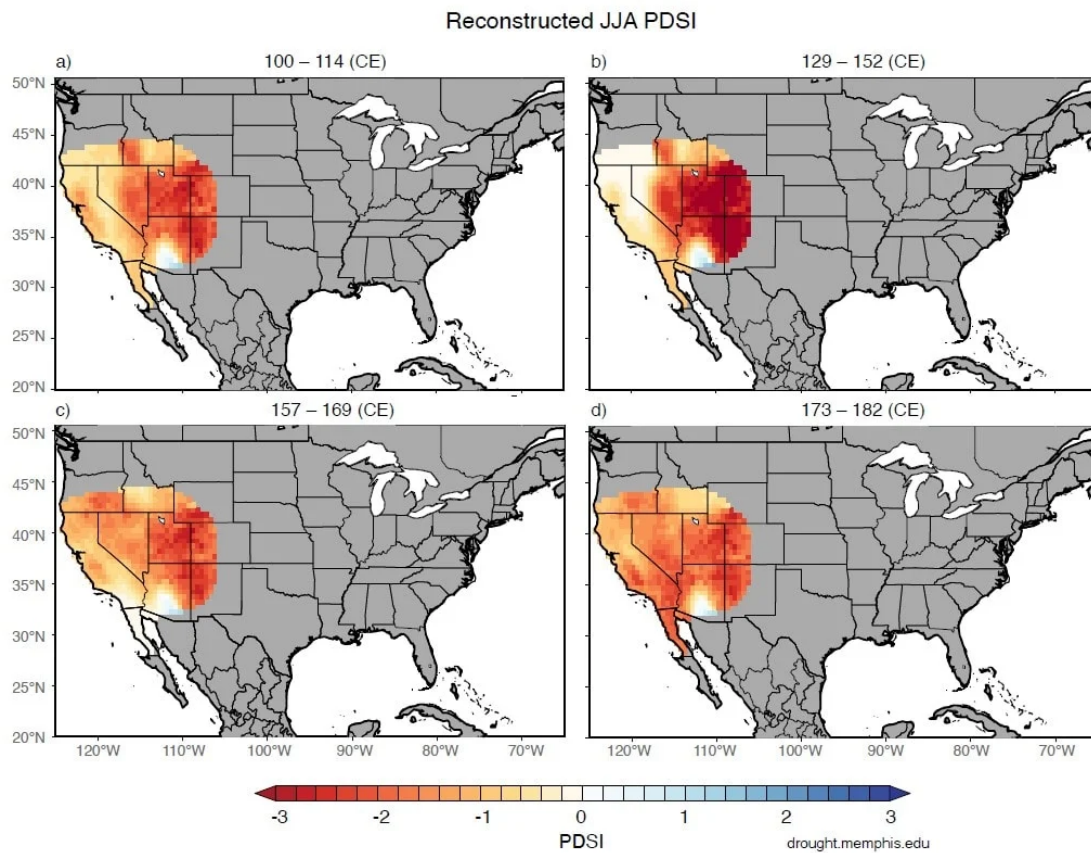 Reconstructed JJA PDSI
a) 100 – 114 (CE)
b) 129 – 152 (CE)
50°N
45°N
40°N
35°N
30°N
25°N
20°N
c) 157 – 169 (CE)
d) 173 – 182 (CE)
50°N
45°N
40°N
35°N
30°N
25°N
20°N
120°W 110°W 100°W 90°W 80°W 70°W
120°W 110°W 100°W 90°W 80°W 70°W
-3 -2 -1 0 1 2 3
PDSI
drought.memphis.edu